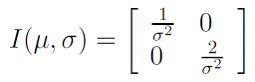 I(μ, σ) = [ 1/σ² 0
0 2/σ² ]